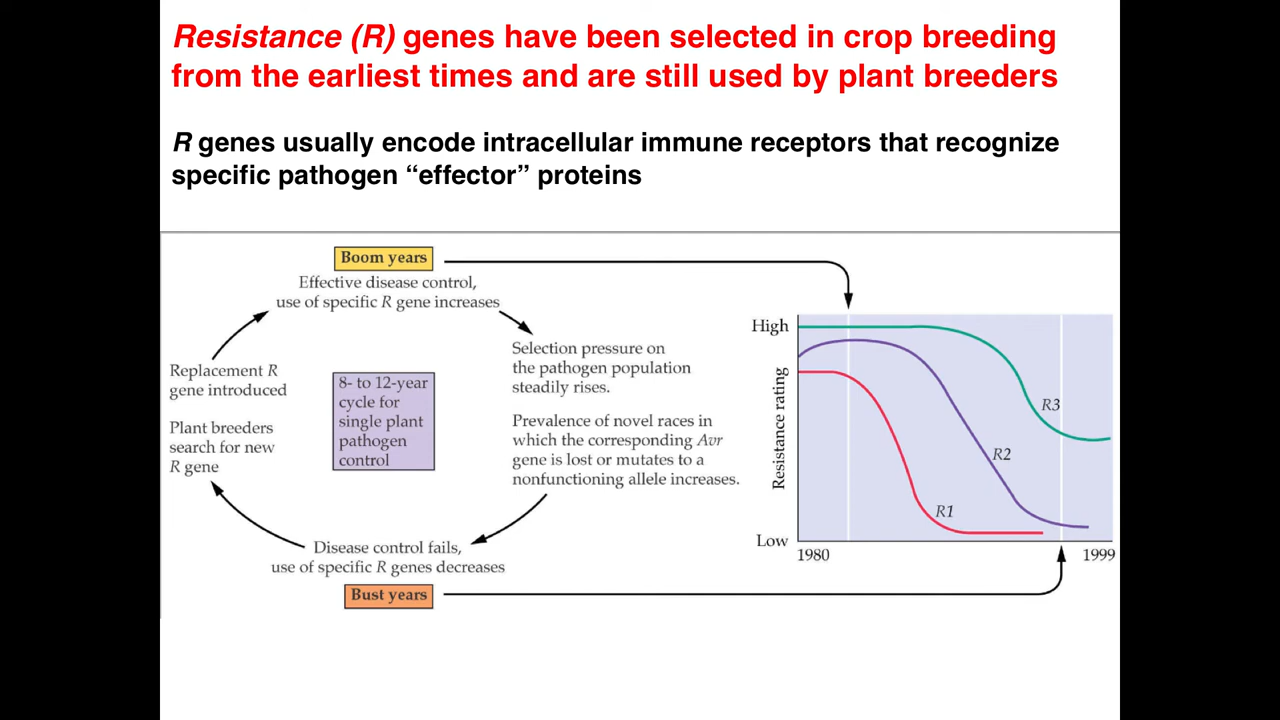 Resistance (R) genes have been selected in crop breeding
from the earliest times and are still used by plant breeders
R genes usually encode intracellular immune receptors that recognize
specific pathogen “effector” proteins
Boom years
Effective disease control,
use of specific R gene increases
Selection pressure on
the pathogen population
steadily rises.
Prevalence of novel races in
which the corresponding Avr
gene is lost or mutates to a
nonfunctioning allele increases.
Replacement R
gene introduced
Plant breeders
search for new
R gene
8- to 12-year
cycle for
single plant
pathogen
control
Disease control fails,
use of specific R genes decreases
Bust years
High
Resistance rating
Low
R3
R2
R1
1980
1999